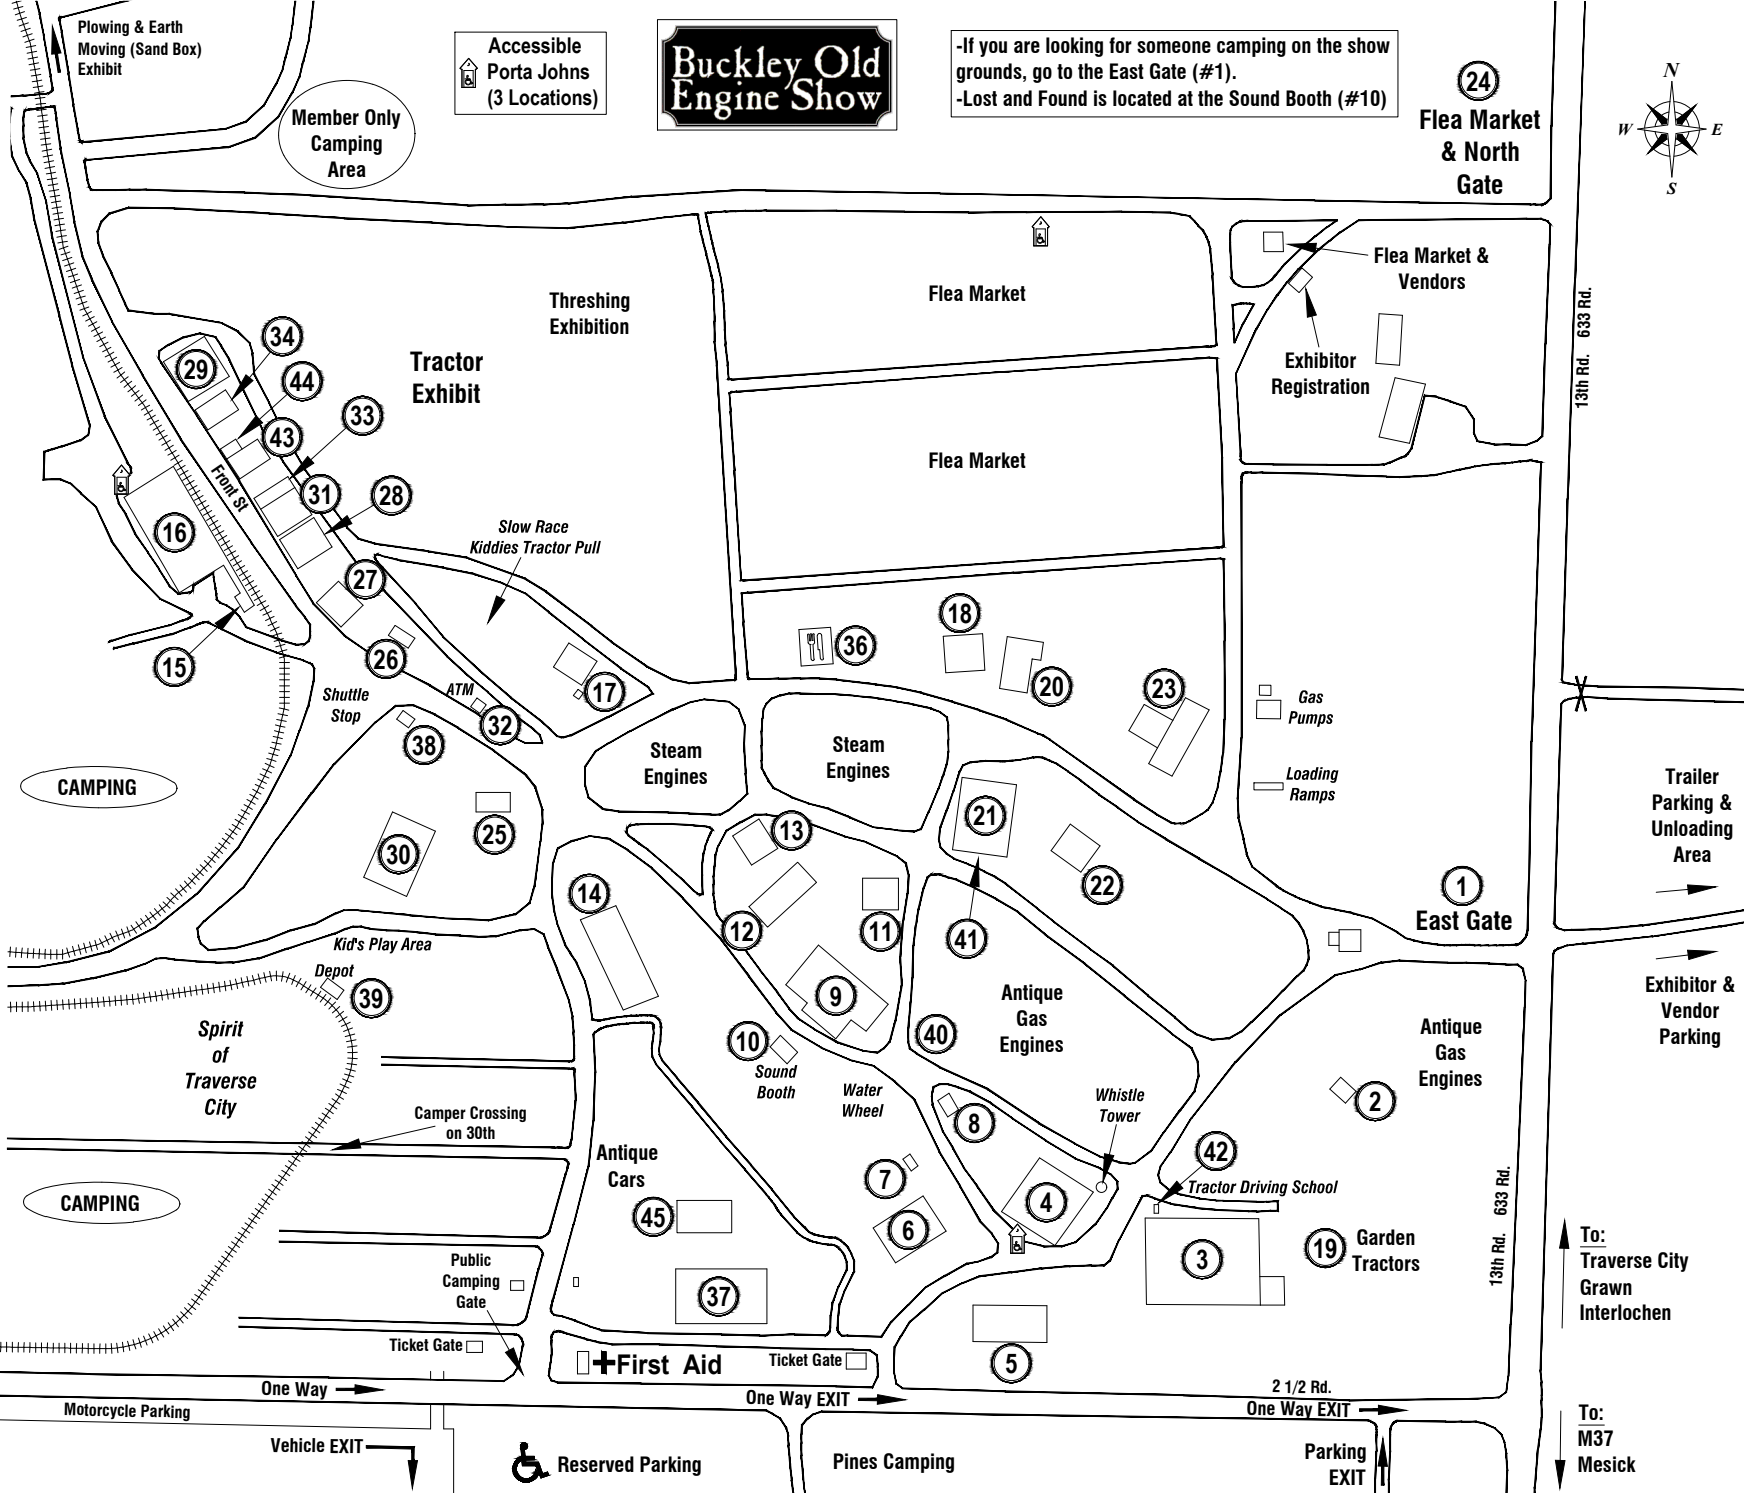 Plowing & Earth
Moving (Sand Box)
Exhibit
Accessible
Porta Johns
(3 Locations)
Buckley Old
Engine Show
-If you are looking for someone camping on the show
grounds, go to the East Gate (#1).
-Lost and Found is located at the Sound Booth (#10)
24
Flea Market
& North
Gate
N
W
E
S
Member Only
Camping
Area
Threshing
Exhibition
Tractor
Exhibit
Flea Market
Flea Market
Flea Market &
Vendors
Exhibitor
Registration
13th Rd. 633 Rd.
29
34
44
43
33
31
28
Front St
16
15
27
26
Slow Race
Kiddies Tractor Pull
17
ATM
32
Shuttle
Stop
38
36
18
20
23
Gas
Pumps
Loading
Ramps
Steam
Engines
Steam
Engines
CAMPING
25
30
21
22
13
12
11
41
14
9
1
East Gate
Trailer
Parking &
Unloading
Area
Exhibitor &
Vendor
Parking
Kid's Play Area
Depot
39
Spirit
of
Traverse
City
10
Sound
Booth
Water
Wheel
40
Antique
Gas
Engines
Antique
Gas
Engines
2
Camper Crossing
on 30th
8
Whistle
Tower
42
Tractor Driving School
Antique
Cars
45
7
6
4
3
19
Garden
Tractors
13th Rd. 633 Rd.
To:
Traverse City
Grawn
Interlochen
CAMPING
Public
Camping
Gate
37
5
Ticket Gate
First Aid
Ticket Gate
One Way
One Way EXIT
2 1/2 Rd.
One Way EXIT
Motorcycle Parking
Vehicle EXIT
Reserved Parking
Pines Camping
Parking
EXIT
To:
M37
Mesick